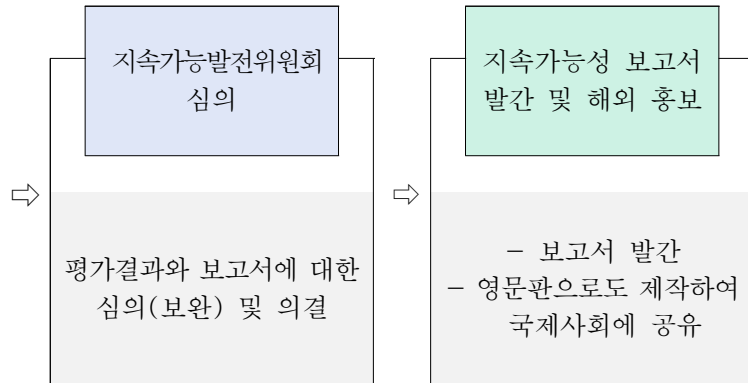 지속가능발전위원회
심의
평가결과와 보고서에 대한
심의(보완) 및 의결
지속가능성 보고서
발간 및 해외 홍보
- 보고서 발간
- 영문판으로도 제작하여
국제사회에 공유